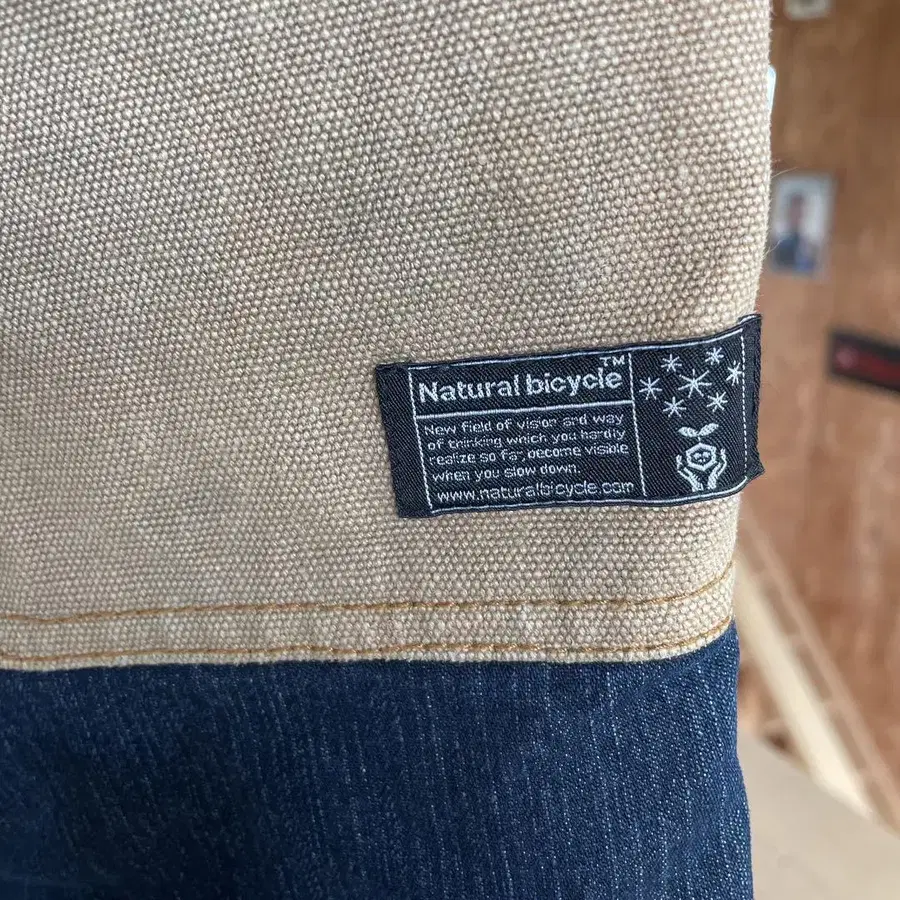 Natural bicycle™
New field of vision and way
of thinking which you hardly
realize so far, become visible
when you slow down.
www.naturalbicycle.com